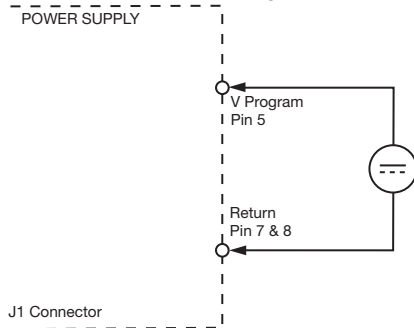 POWER SUPPLY
V Program
Pin 5
Return
Pin 7 & 8
J1 Connector